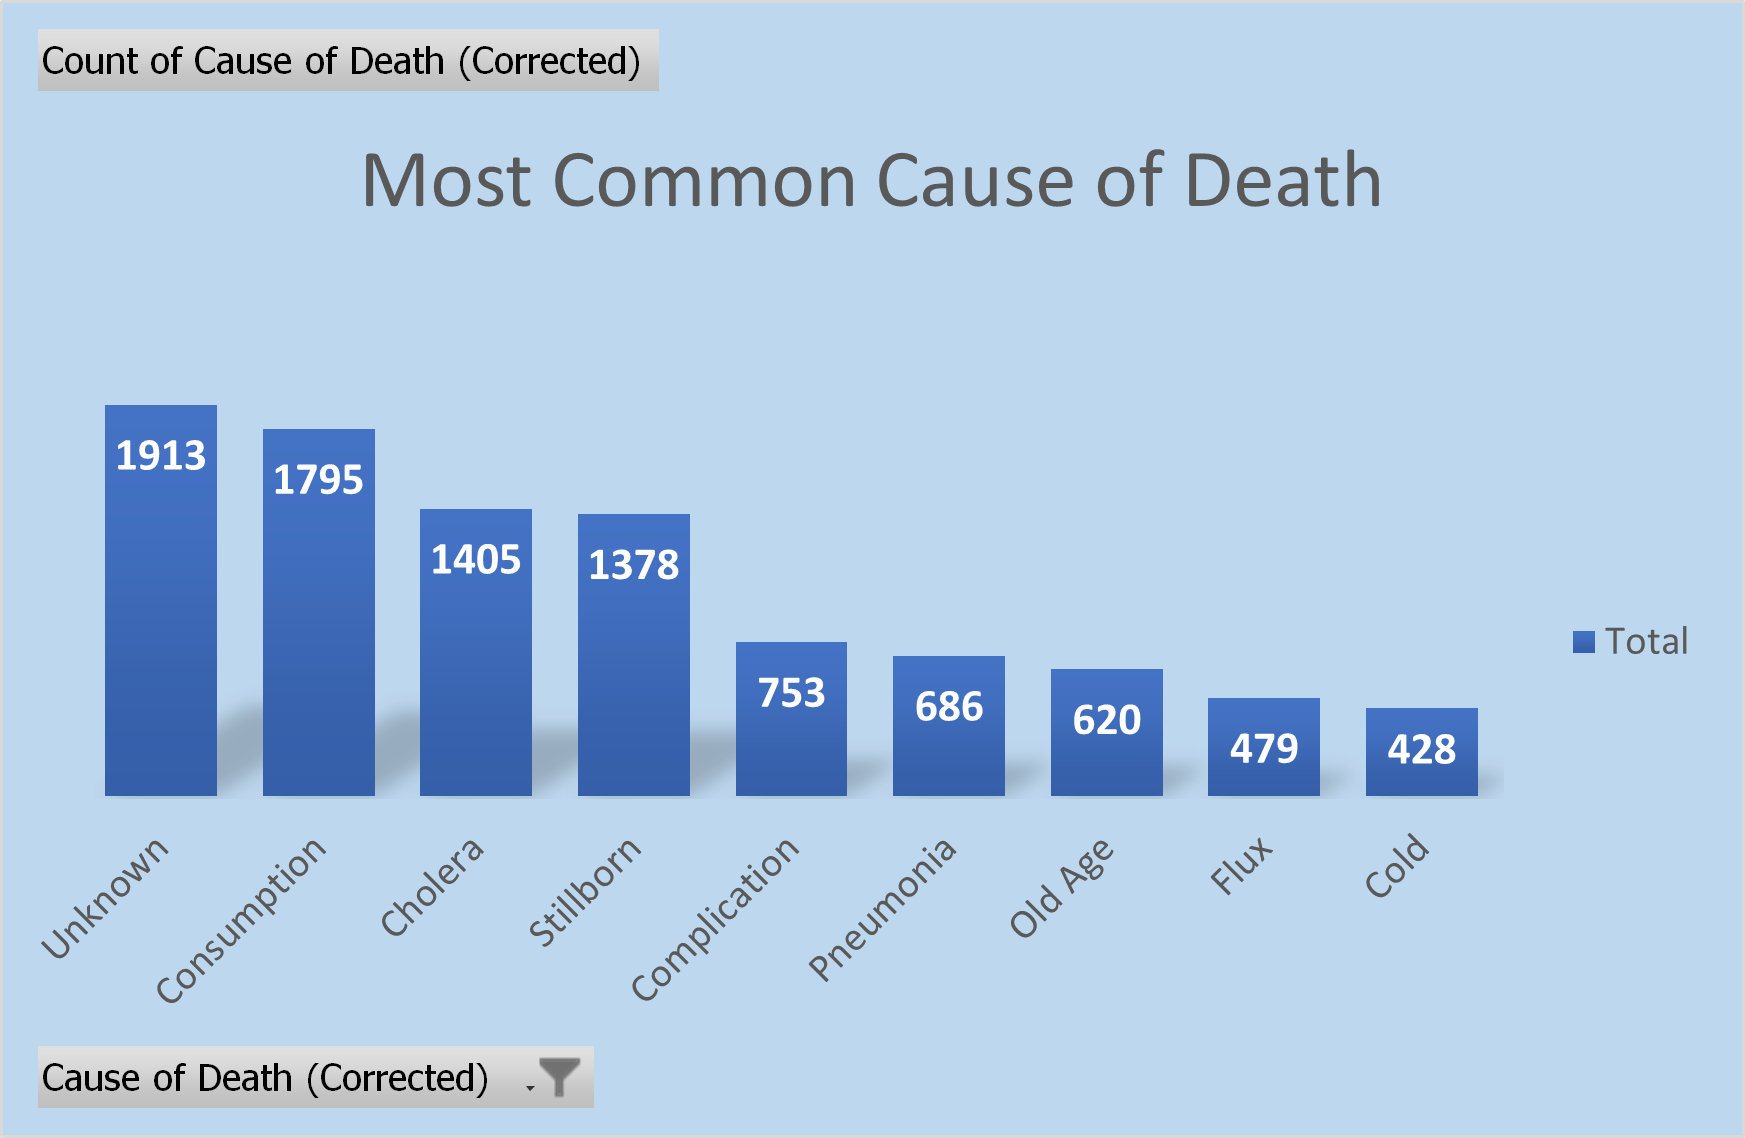 Count of Cause of Death (Corrected)
Most Common Cause of Death
1913
1795
1405
1378
753
686
620
479
428
Total
Unknown
Consumption
Cholera
Stillborn
Complication
Pneumonia
Old Age
Flux
Cold
Cause of Death (Corrected)